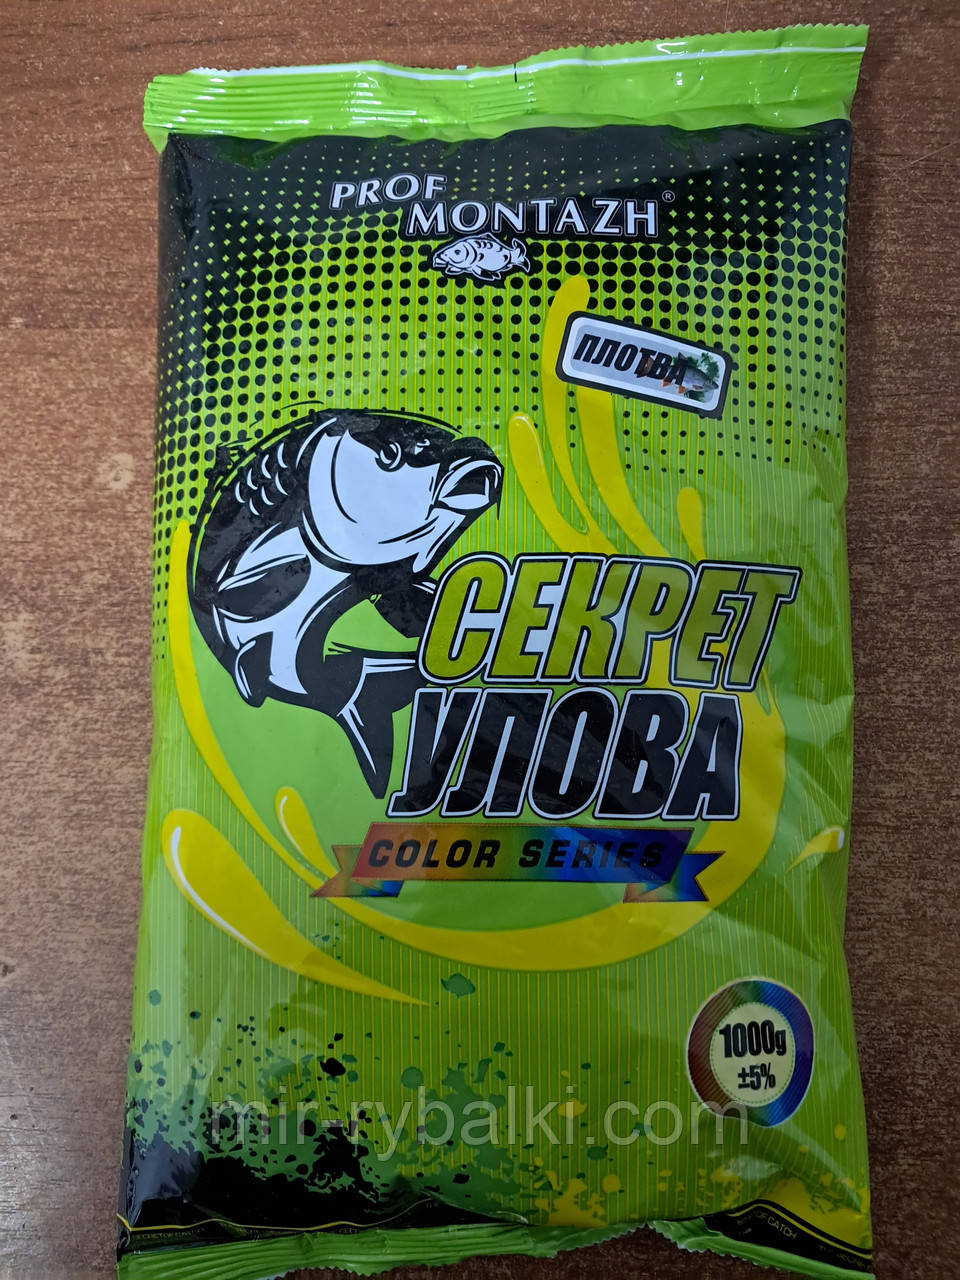 PROF
MONTAZH®
ПЛОТВА
СЕКРЕТ
УЛОВА
COLOR SERIES
1000g
±5%
mir-rybalki.com